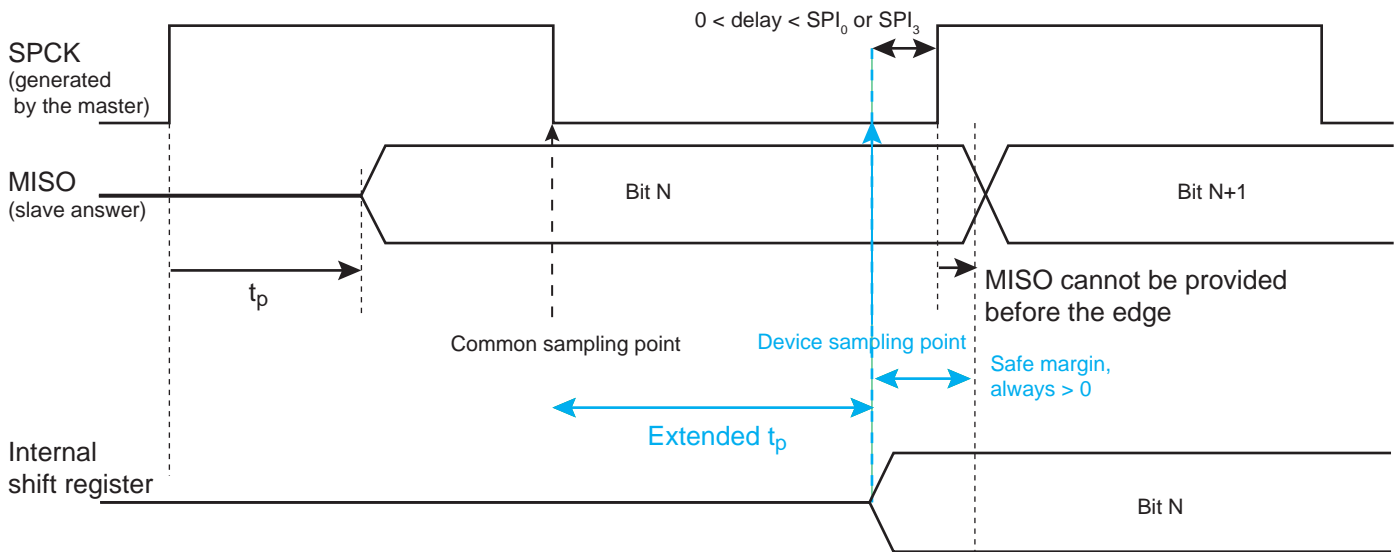 0 < delay < SPI₀ or SPI₃
SPCK
(generated
by the master)
MISO
(slave answer)
Bit N
Bit N+1
tₚ
MISO cannot be provided
before the edge
Common sampling point
Device sampling point
Safe margin,
always > 0
Extended tₚ
Internal
shift register
Bit N